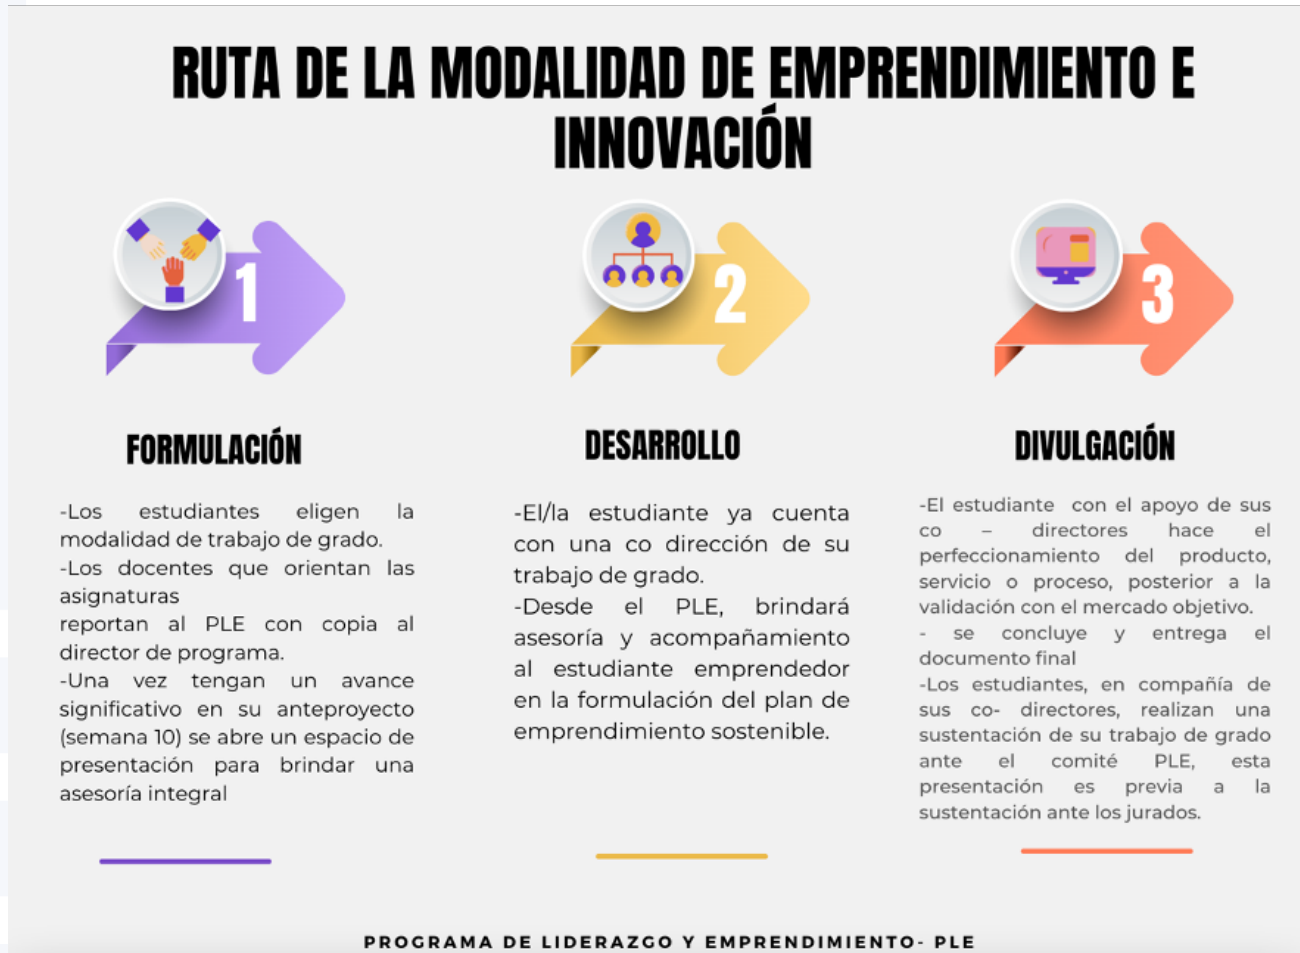 RUTA DE LA MODALIDAD DE EMPRENDIMIENTO E
INNOVACIÓN
1
2
3
FORMULACIÓN
-Los estudiantes eligen la
modalidad de trabajo de grado.
-Los docentes que orientan las
asignaturas
reportan al PLE con copia al
director de programa.
-Una vez tengan un avance
significativo en su anteproyecto
(semana 10) se abre un espacio de
presentación para brindar una
asesoría integral
DESARROLLO
-El/la estudiante ya cuenta
con una co dirección de su
trabajo de grado.
-Desde el PLE, brindará
asesoría y acompañamiento
al estudiante emprendedor
en la formulación del plan de
emprendimiento sostenible.
DIVULGACIÓN
-El estudiante con el apoyo de sus
co – directores hace el
perfeccionamiento del producto,
servicio o proceso, posterior a la
validación con el mercado objetivo.
- se concluye y entrega el
documento final
-Los estudiantes, en compañía de
sus co- directores, realizan una
sustentación de su trabajo de grado
ante el comité PLE, esta
presentación es previa a la
sustentación ante los jurados.
PROGRAMA DE LIDERAZGO Y EMPRENDIMIENTO- PLE